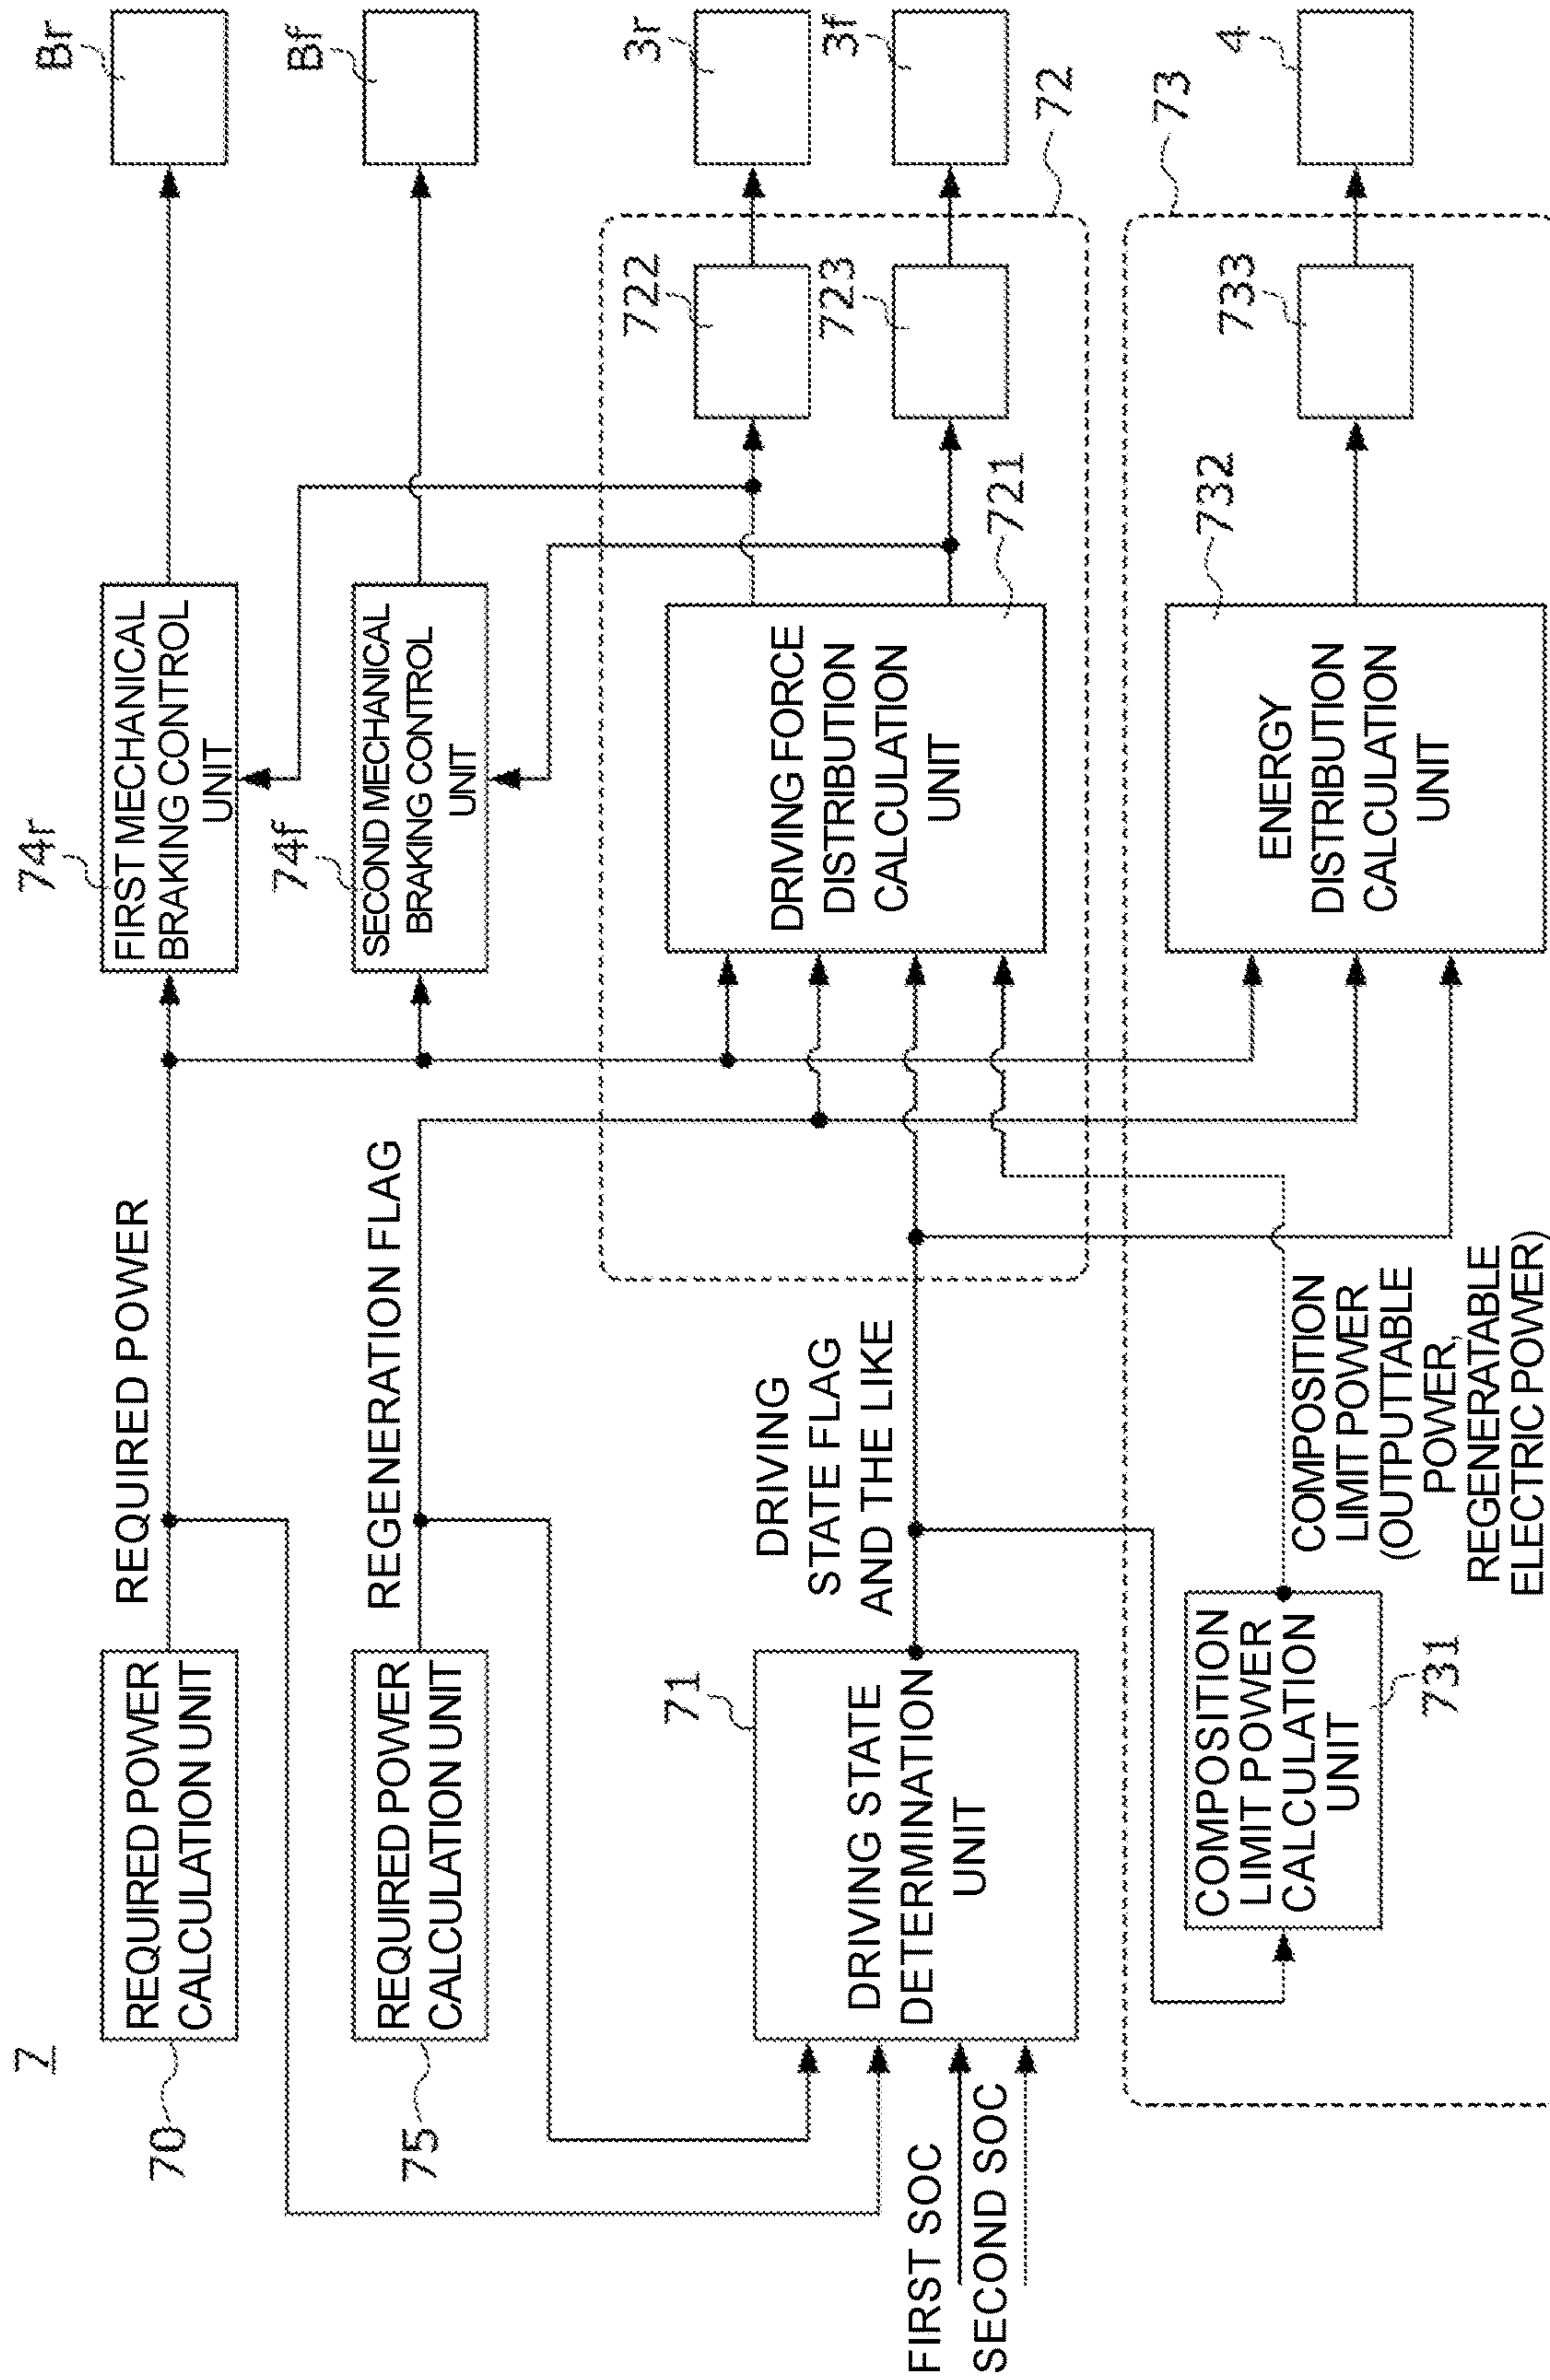 7
70
REQUIRED POWER
CALCULATION UNIT
REQUIRED POWER
74r
FIRST MECHANICAL
BRAKING CONTROL
UNIT
Br
75
REQUIRED POWER
CALCULATION UNIT
REGENERATION FLAG
74f
SECOND MECHANICAL
BRAKING CONTROL
UNIT
Bf
FIRST SOC
SECOND SOC
71
DRIVING STATE
DETERMINATION
UNIT
DRIVING
STATE FLAG
AND THE LIKE
DRIVING FORCE
DISTRIBUTION
CALCULATION
UNIT
721
722
723
3r
3f
72
COMPOSITION
LIMIT POWER
CALCULATION
UNIT
731
COMPOSITION
LIMIT POWER
(OUTPUTTABLE
POWER,
REGENERATABLE
ELECTRIC POWER)
732
ENERGY
DISTRIBUTION
CALCULATION
UNIT
733
73
4